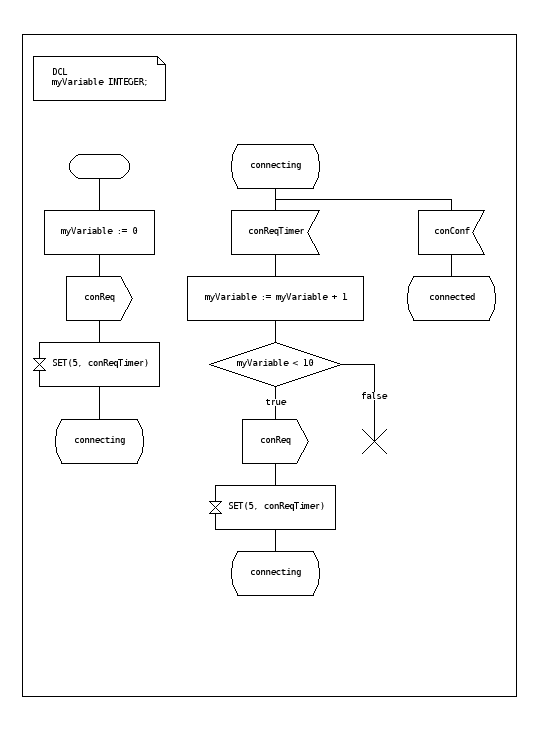 DCL
myVariable INTEGER;
myVariable := 0
conReq
SET(5, conReqTimer)
connecting
connecting
conReqTimer
myVariable := myVariable + 1
myVariable < 10
true
false
conReq
SET(5, conReqTimer)
connecting
conConf
connected